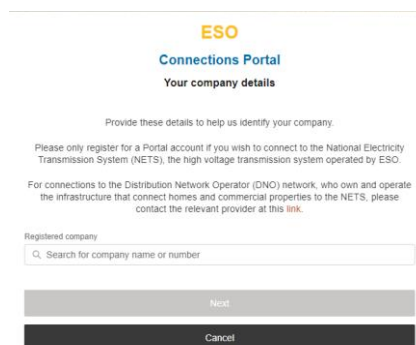 ESO
Connections Portal
Your company details
Provide these details to help us identify your company.
Please only register for a Portal account if you wish to connect to the National Electricity
Transmission System (NETS), the high voltage transmission system operated by ESO.
For connections to the Distribution Network Operator (DNO) network, who own and operate
the infrastructure that connect homes and commercial properties to the NETS, please
contact the relevant provider at this link.
Registered company
Search for company name or number
Next
Cancel